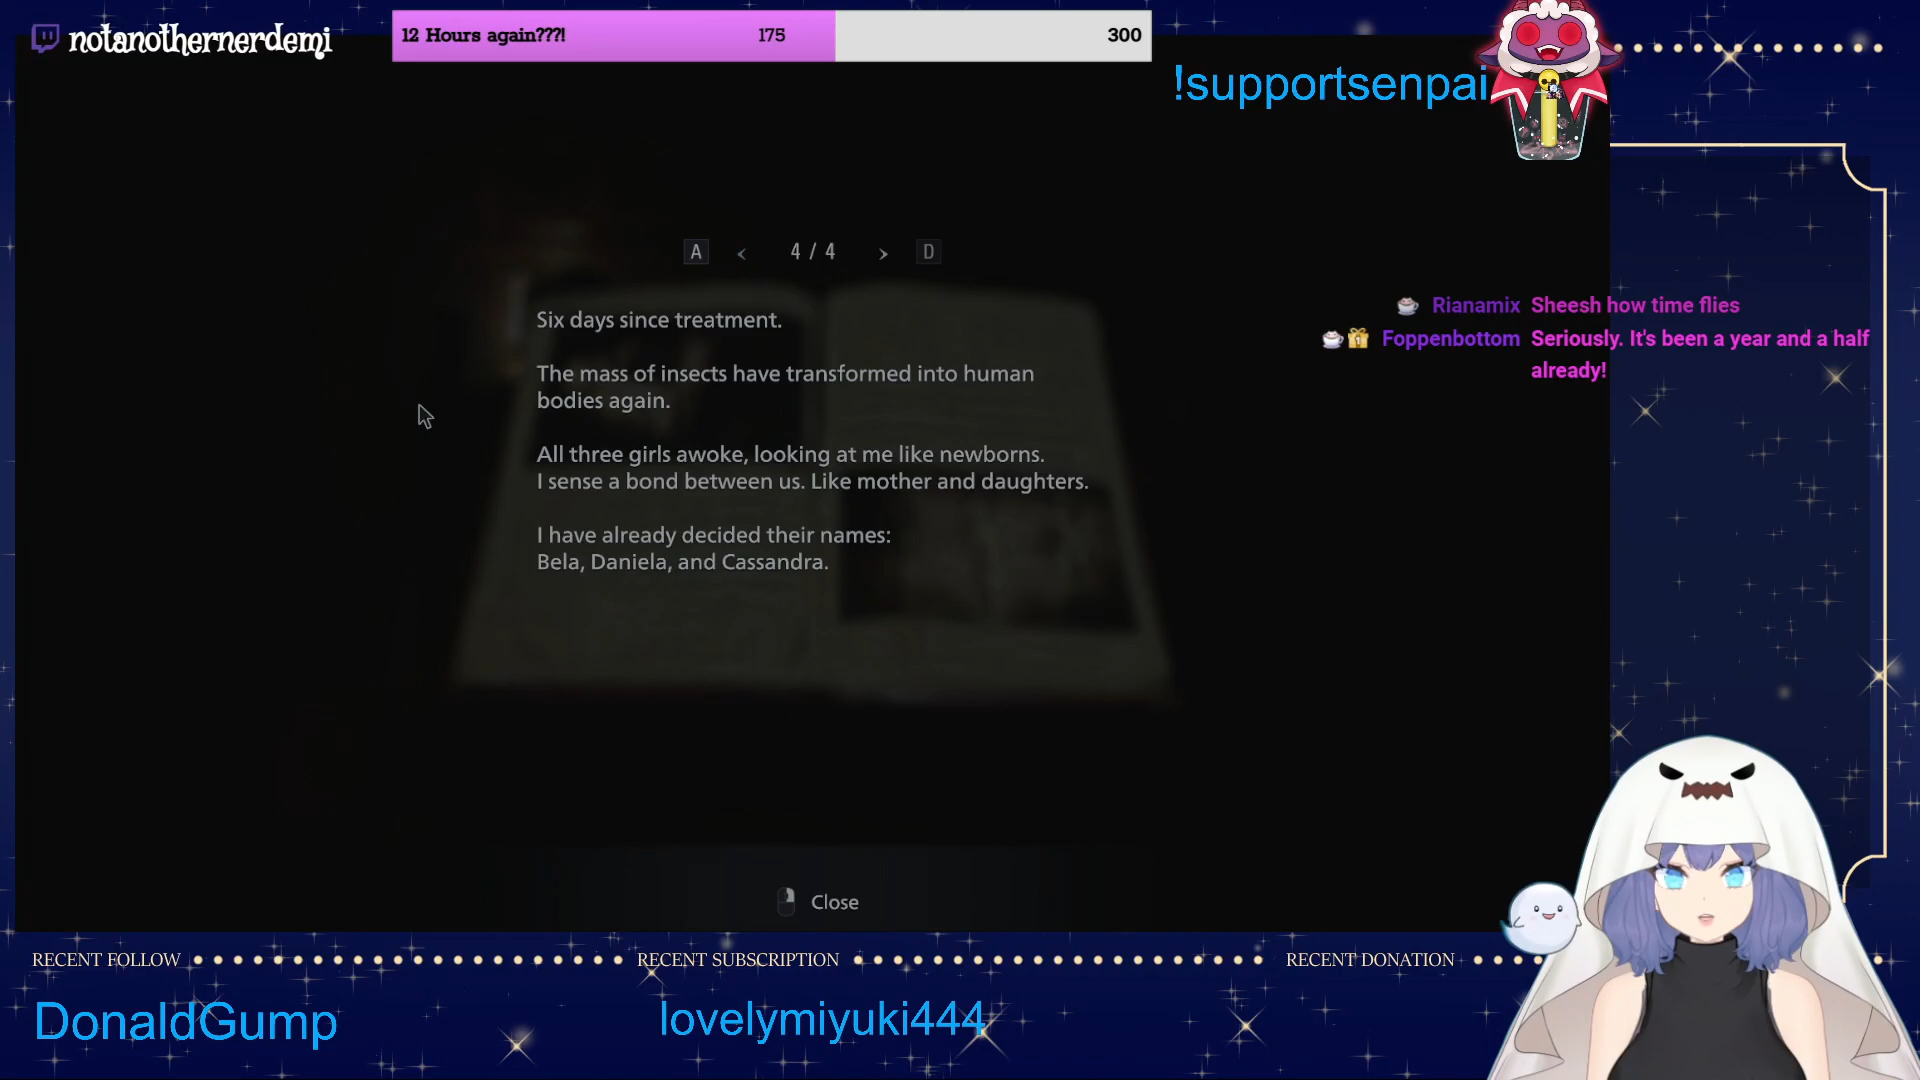 notanothernerdemi
12 Hours again???! 175 300
!supportsenpai
A < 4 / 4 > D
Six days since treatment.
The mass of insects have transformed into human
bodies again.
All three girls awoke, looking at me like newborns.
I sense a bond between us. Like mother and daughters.
I have already decided their names:
Bela, Daniela, and Cassandra.
Rianamix Sheesh how time flies
Foppenbottom Seriously. It's been a year and a half
already!
Close
RECENT FOLLOW
RECENT SUBSCRIPTION
RECENT DONATION
DonaldGump
lovelymiyuki444